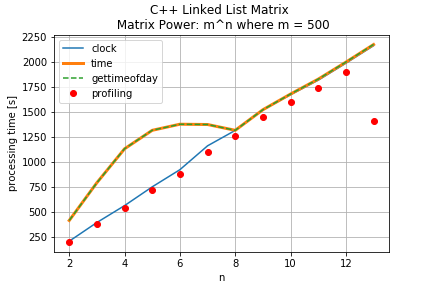 C++ Linked List Matrix
Matrix Power: m^n where m = 500
clock
time
gettimeofday
profiling
processing time [s]
2250
2000
1750
1500
1250
1000
750
500
250
2 4 6 8 10 12
n